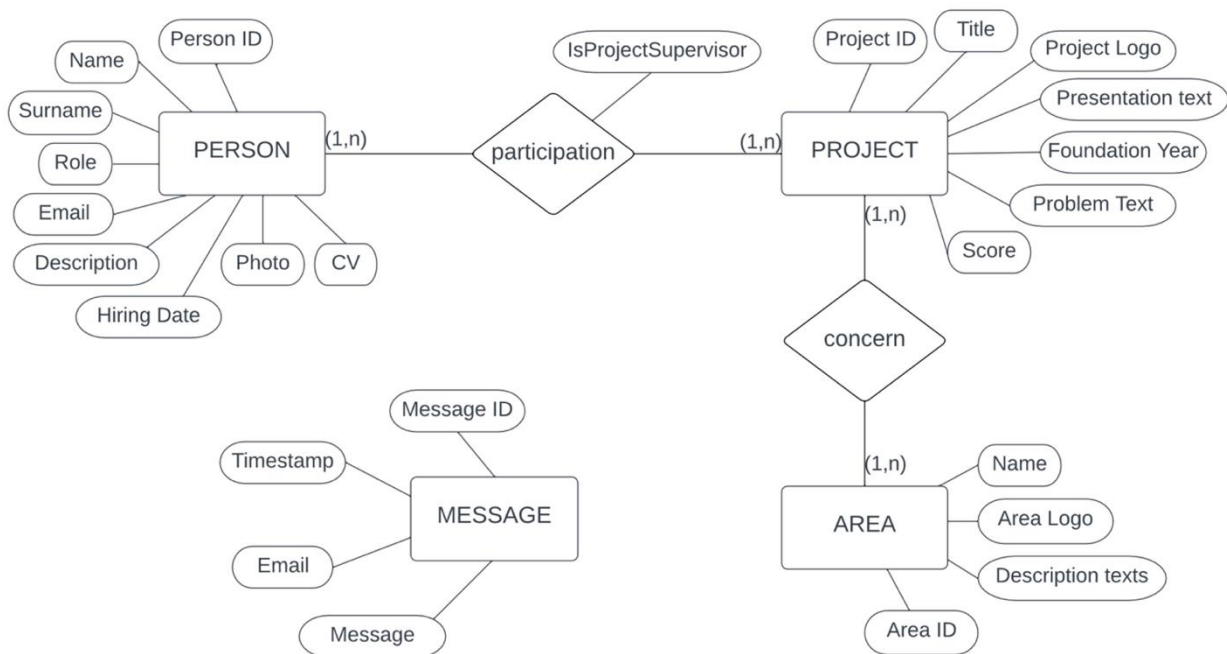 Person ID
Name
Surname
Role
Email
Description
Hiring Date
Photo
CV
PERSON
(1,n)
participation
IsProjectSupervisor
(1,n)
PROJECT
Project ID
Title
Project Logo
Presentation text
Foundation Year
Problem Text
Score
(1,n)
concern
(1,n)
AREA
Name
Area Logo
Description texts
Area ID
Message ID
Timestamp
MESSAGE
Email
Message